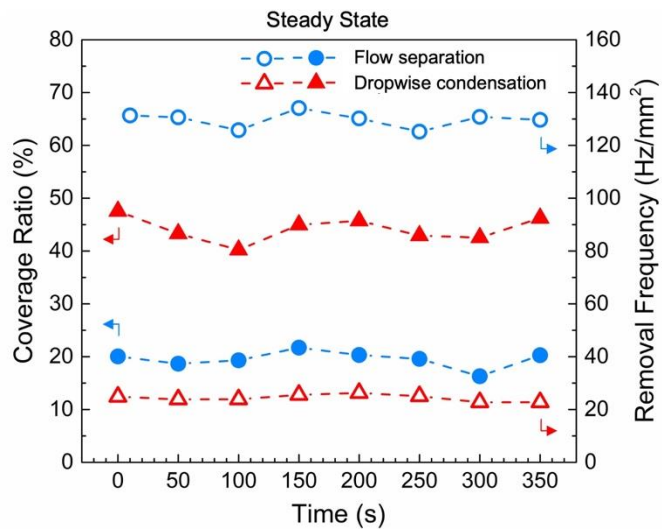 Steady State
Flow separation
Dropwise condensation
Coverage Ratio (%)
80
70
60
50
40
30
20
10
0
160
140
120
100
80
60
40
20
0
Removal Frequency (Hz/mm²)
0 50 100 150 200 250 300 350
Time (s)